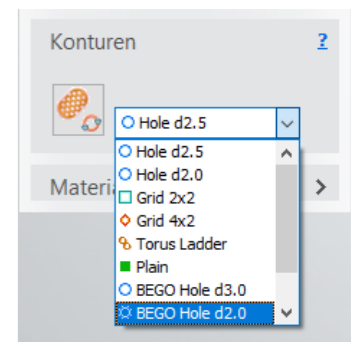 Konturen ?
Hole d2.5
Hole d2.5
Hole d2.0
Grid 2x2
Grid 4x2
Torus Ladder
Plain
BEGO Hole d3.0
BEGO Hole d2.0
Materi